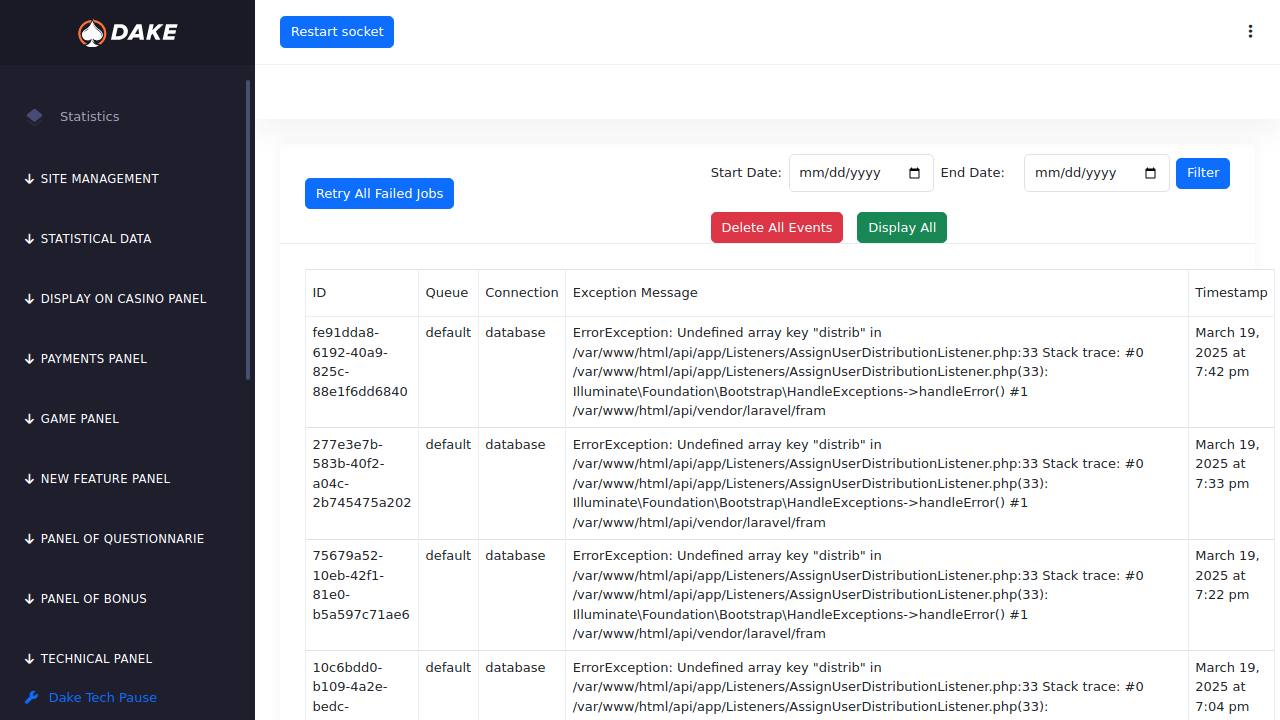 DAKE
Statistics
SITE MANAGEMENT
STATISTICAL DATA
DISPLAY ON CASINO PANEL
PAYMENTS PANEL
GAME PANEL
NEW FEATURE PANEL
PANEL OF QUESTIONNARIE
PANEL OF BONUS
TECHNICAL PANEL
Dake Tech Pause
Restart socket
Retry All Failed Jobs
Start Date: mm/dd/yyyy End Date: mm/dd/yyyy Filter
Delete All Events Display All
ID Queue Connection Exception Message Timestamp
fe91dda8-
6192-40a9-
825c-
88e1f6dd6840
default
database
ErrorException: Undefined array key "distrib" in
/var/www/html/api/app/Listeners/AssignUserDistributionListener.php:33 Stack trace: #0
/var/www/html/api/app/Listeners/AssignUserDistributionListener.php(33):
Illuminate\Foundation\Bootstrap\HandleExceptions->handleError() #1
/var/www/html/api/vendor/laravel/fram
March 19,
2025 at
7:42 pm
277e3e7b-
583b-40f2-
a04c-
2b745475a202
default
database
ErrorException: Undefined array key "distrib" in
/var/www/html/api/app/Listeners/AssignUserDistributionListener.php:33 Stack trace: #0
/var/www/html/api/app/Listeners/AssignUserDistributionListener.php(33):
Illuminate\Foundation\Bootstrap\HandleExceptions->handleError() #1
/var/www/html/api/vendor/laravel/fram
March 19,
2025 at
7:33 pm
75679a52-
10eb-42f1-
81e0-
b5a597c71ae6
default
database
ErrorException: Undefined array key "distrib" in
/var/www/html/api/app/Listeners/AssignUserDistributionListener.php:33 Stack trace: #0
/var/www/html/api/app/Listeners/AssignUserDistributionListener.php(33):
Illuminate\Foundation\Bootstrap\HandleExceptions->handleError() #1
/var/www/html/api/vendor/laravel/fram
March 19,
2025 at
7:22 pm
10c6bdd0-
b109-4a2e-
bedc-
default
database
ErrorException: Undefined array key "distrib" in
/var/www/html/api/app/Listeners/AssignUserDistributionListener.php:33 Stack trace: #0
/var/www/html/api/app/Listeners/AssignUserDistributionListener.php(33):
March 19,
2025 at
7:04 pm